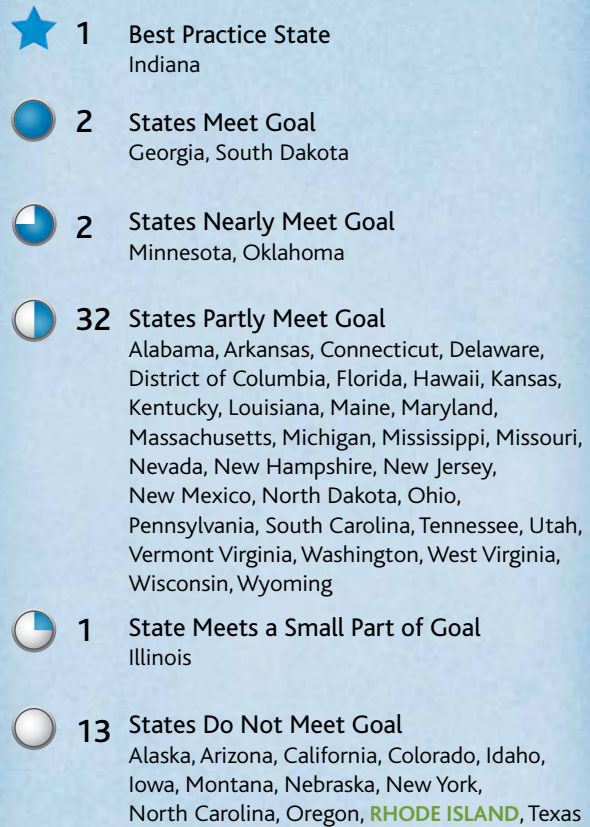 1 Best Practice State
Indiana
2 States Meet Goal
Georgia, South Dakota
2 States Nearly Meet Goal
Minnesota, Oklahoma
32 States Partly Meet Goal
Alabama, Arkansas, Connecticut, Delaware,
District of Columbia, Florida, Hawaii, Kansas,
Kentucky, Louisiana, Maine, Maryland,
Massachusetts, Michigan, Mississippi, Missouri,
Nevada, New Hampshire, New Jersey,
New Mexico, North Dakota, Ohio,
Pennsylvania, South Carolina, Tennessee, Utah,
Vermont Virginia, Washington, West Virginia,
Wisconsin, Wyoming
1 State Meets a Small Part of Goal
Illinois
13 States Do Not Meet Goal
Alaska, Arizona, California, Colorado, Idaho,
Iowa, Montana, Nebraska, New York,
North Carolina, Oregon, RHODE ISLAND, Texas